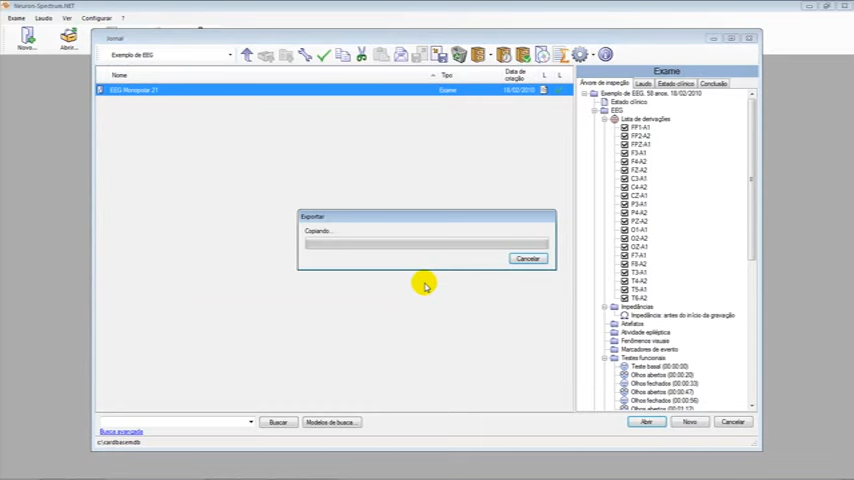 Neuron-Spectrum.NET
Exame Laudo Ver Configurar ?
Novo... Abrir...
Jornal
Exemplo de EEG
Nome Tipo Data de criação L L
EEG Monopolar 21 Exame 18/02/2010
Exame
Árvore de inspeção Laudo Estado clínico Conclusão
Exemplo de EEG, 58 anos, 18/02/2010
Estado clínico
EEG
Lista de derivações
FP1-A1
FP2-A2
FPZ-A1
F3-A1
F4-A2
FZ-A2
C3-A1
C4-A2
CZ-A1
P3-A1
P4-A2
PZ-A2
O1-A1
O2-A2
OZ-A1
F7-A1
F8-A2
T3-A1
T4-A2
T5-A1
T6-A2
Impedâncias
Impedância: antes do início da gravação
Artefatos
Atividade epiléptica
Fenômenos visuais
Marcadores de evento
Testes funcionais
Teste basal (00:00:00)
Olhos abertos (00:00:20)
Olhos fechados (00:00:33)
Olhos abertos (00:00:47)
Olhos fechados (00:00:56)
Olhos abertos (00:01:12)
Exportar
Copiando...
Cancelar
Buscar Modelos de busca...
Busca avançada
Abrir Novo Cancelar
c:\cardbasemdb